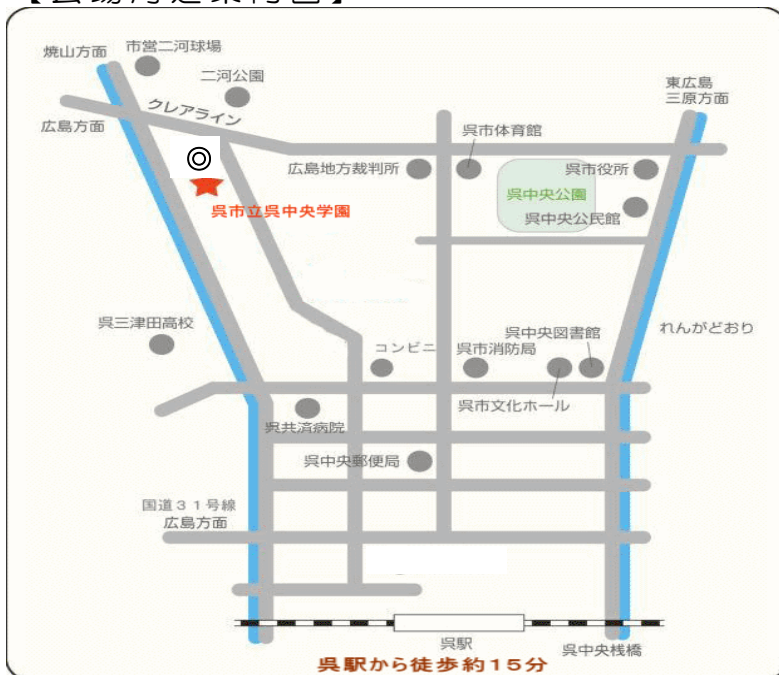 【会場周辺案内図】
焼山方面
市営二河球場
二河公園
東広島
三原方面
クレアライン
広島方面
呉市体育館
◎
広島地方裁判所
呉市役所
呉中央公園
呉市立呉中央学園
呉中央公民館
呉三津田高校
れんがどおり
呉中央図書館
コンビニ
呉市消防局
呉市文化ホール
呉共済病院
呉中央郵便局
国道31号線
広島方面
呉駅
呉中央桟橋
呉駅から徒歩約15分